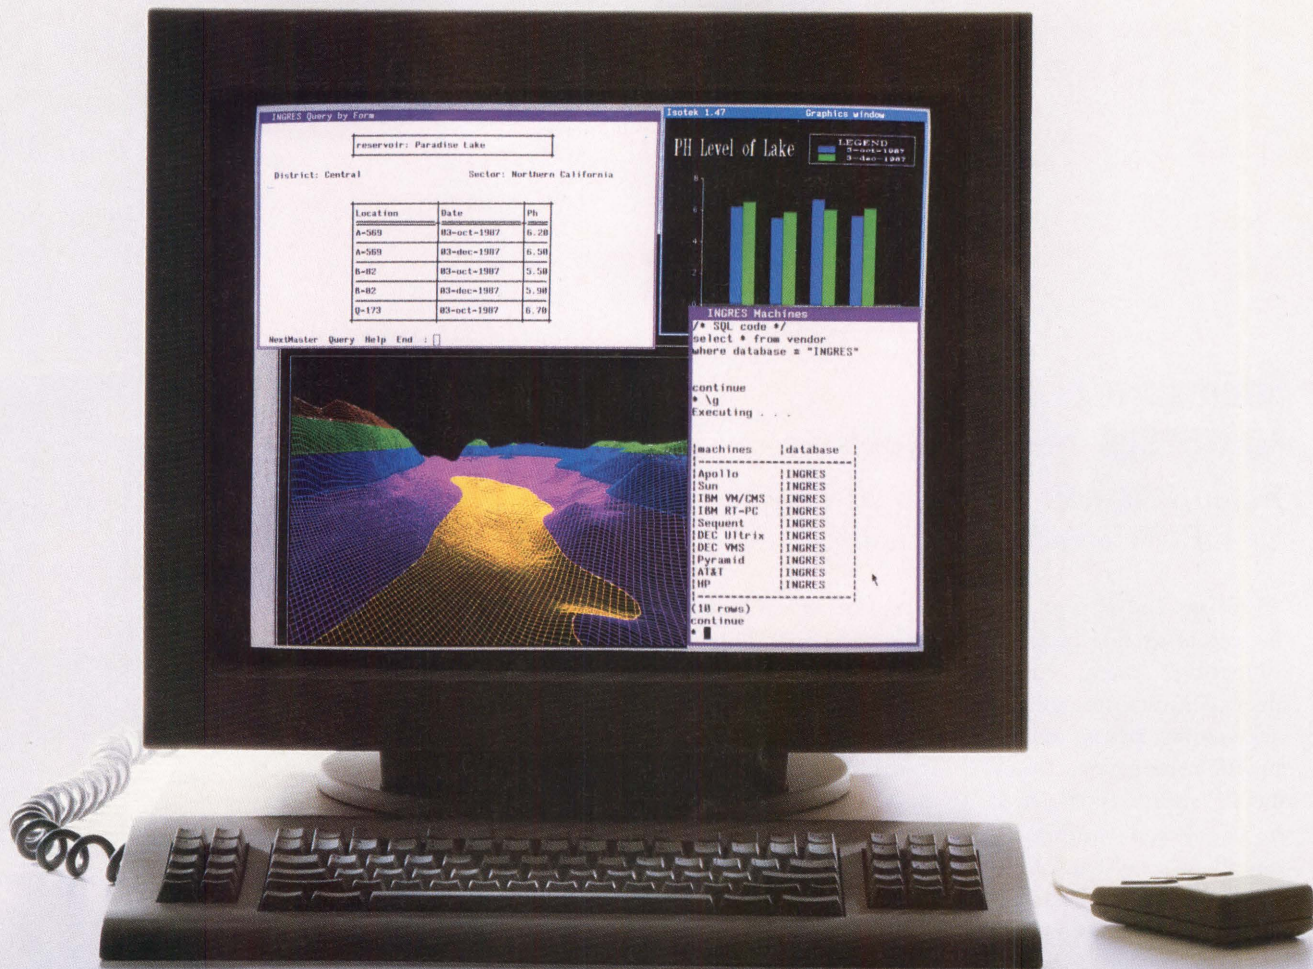 INGRES Query by Form
reservoir: Paradise Lake
District: Central Sector: Northern California
Location Date Ph
A-569 03-oct-1987 6.20
A-569 03-dec-1987 6.50
B-82 03-oct-1987 5.50
B-82 03-dec-1987 5.90
Q-173 03-oct-1987 6.70
NextMaster Query Help End :
Isotek 1.47 Graphics window
PH Level of Lake
LEGEND
3-oct-1987
3-dec-1987
8
6
4
2
INGRES Machines
/* SQL code */
select * from vendor
where database = "INGRES"
continue
* \g
Executing . . .
|machines |database |
|Apollo |INGRES |
|Sun |INGRES |
|IBM VM/CMS |INGRES |
|IBM RT-PC |INGRES |
|Sequent |INGRES |
|DEC Ultrix |INGRES |
|DEC VMS |INGRES |
|Pyramid |INGRES |
|AT&T |INGRES |
|HP |INGRES |
(10 rows)
continue
*